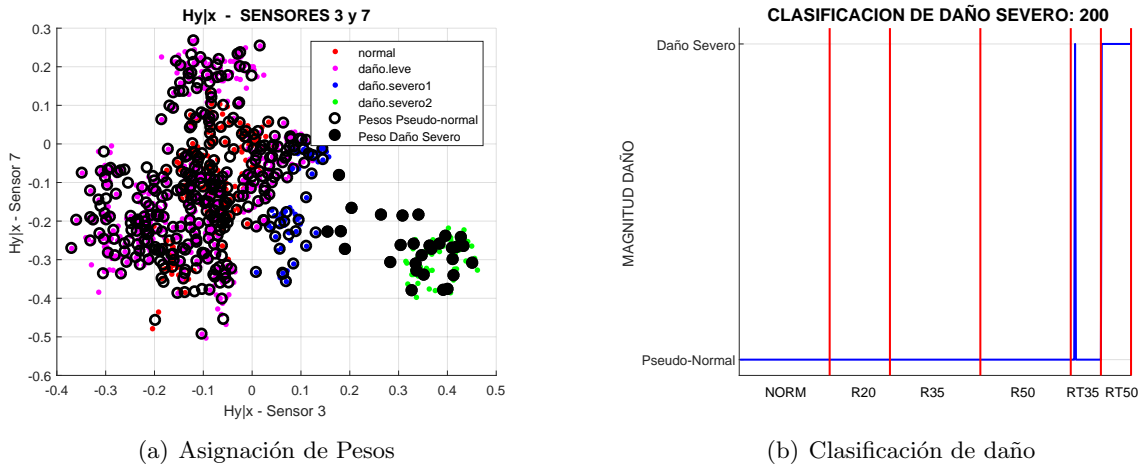 Hy|x - SENSORES 3 y 7
0.3
0.2
0.1
0
-0.1
-0.2
-0.3
-0.4
-0.5
-0.6
-0.4
-0.3
-0.2
-0.1
0
0.1
0.2
0.3
0.4
0.5
Hy|x - Sensor 7
Hy|x - Sensor 3
normal
daño.leve
daño.severo1
daño.severo2
Pesos Pseudo-normal
Peso Daño Severo
(a) Asignación de Pesos
CLASIFICACION DE DAÑO SEVERO: 200
Daño Severo
MAGNITUD DAÑO
Pseudo-Normal
NORM
R20
R35
R50
RT35
RT50
(b) Clasificación de daño